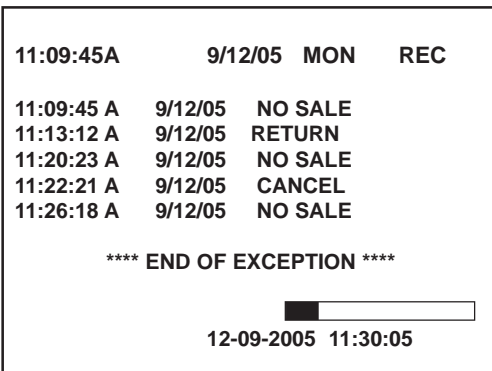 11:09:45A 9/12/05 MON REC
11:09:45 A 9/12/05 NO SALE
11:13:12 A 9/12/05 RETURN
11:20:23 A 9/12/05 NO SALE
11:22:21 A 9/12/05 CANCEL
11:26:18 A 9/12/05 NO SALE
**** END OF EXCEPTION ****
12-09-2005 11:30:05